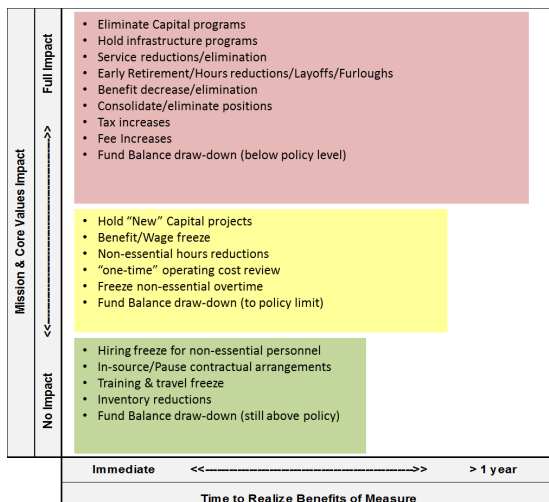 Mission & Core Values Impact
Full Impact
<<-------------------------------------->>
No Impact
• Eliminate Capital programs
• Hold infrastructure programs
• Service reductions/elimination
• Early Retirement/Hours reductions/Layoffs/Furloughs
• Benefit decrease/elimination
• Consolidate/eliminate positions
• Tax increases
• Fee Increases
• Fund Balance draw-down (below policy level)
• Hold “New” Capital projects
• Benefit/Wage freeze
• Non-essential hours reductions
• “one-time” operating cost review
• Freeze non-essential overtime
• Fund Balance draw-down (to policy limit)
• Hiring freeze for non-essential personnel
• In-source/Pause contractual arrangements
• Training & travel freeze
• Inventory reductions
• Fund Balance draw-down (still above policy)
Immediate <<-------------------------------------->> > 1 year
Time to Realize Benefits of Measure